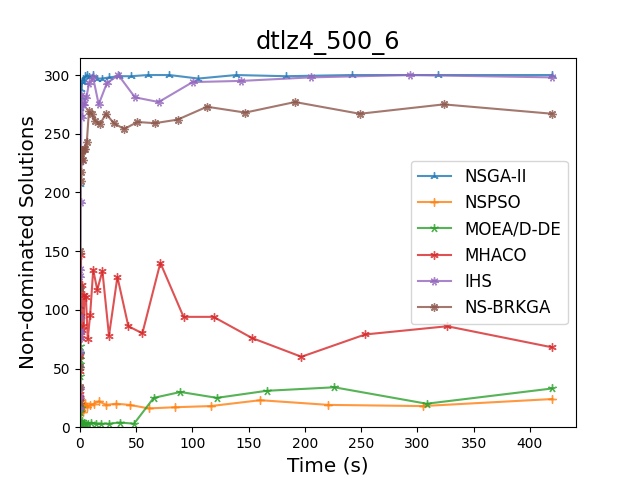 dtlz4_500_6
Non-dominated Solutions
300
250
200
150
100
50
0
0 50 100 150 200 250 300 350 400
Time (s)
NSGA-II
NSPSO
MOEA/D-DE
MHACO
IHS
NS-BRKGA